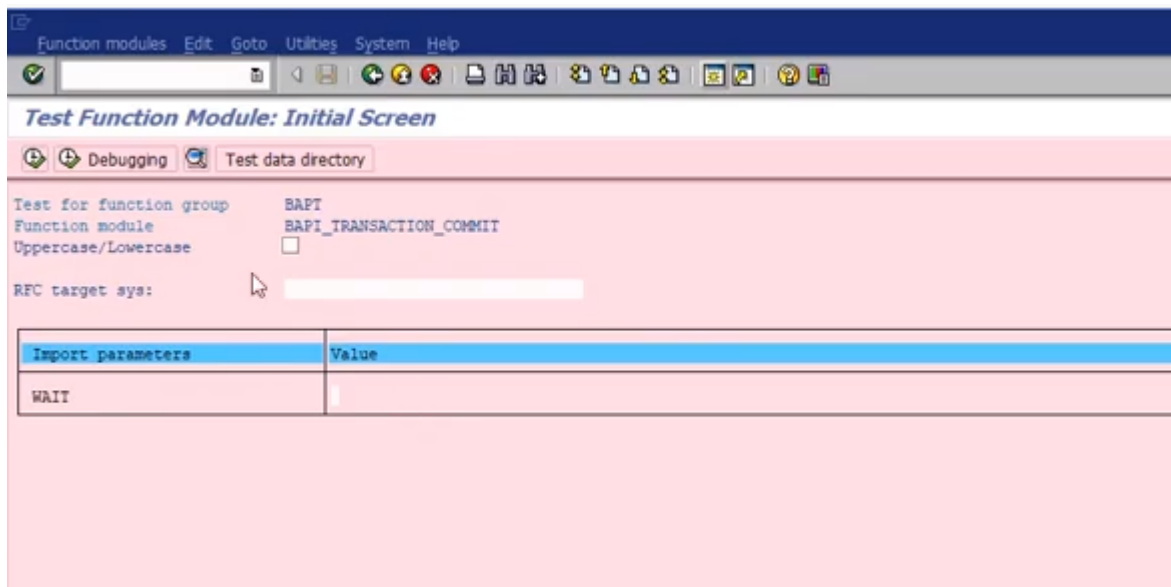 Function modules Edit Goto Utilities System Help
Test Function Module: Initial Screen
Debugging Test data directory
Test for function group BAPT
Function module BAPI_TRANSACTION_COMMIT
Uppercase/Lowercase
RFC target sys:
Import parameters Value
WAIT